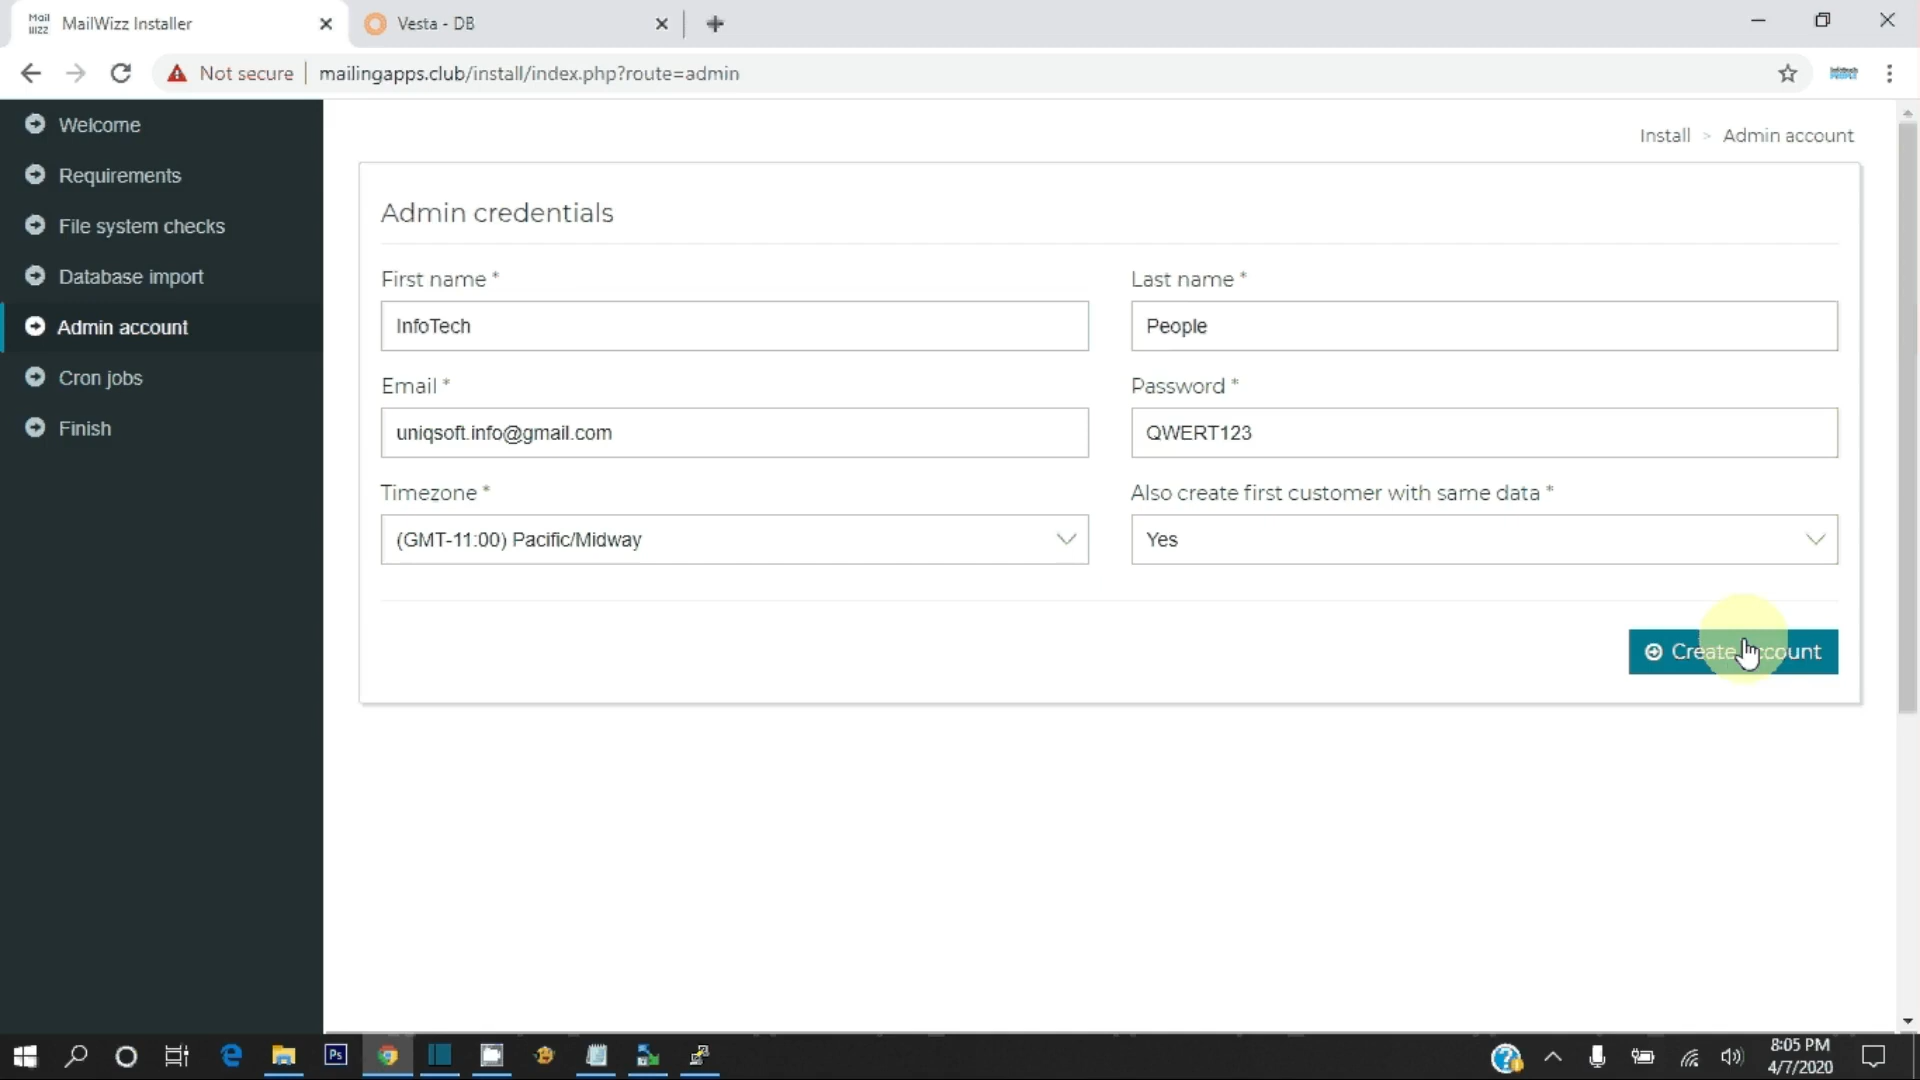 Mail
wizz
MailWizz Installer
Vesta - DB
Not secure
mailingapps.club/install/index.php?route=admin
Welcome
Requirements
File system checks
Database import
Admin account
Cron jobs
Finish
Install > Admin account
Admin credentials
First name *
Last name *
InfoTech
People
Email *
Password *
uniqsoft.info@gmail.com
QWERT123
Timezone *
Also create first customer with same data *
(GMT-11:00) Pacific/Midway
Yes
Create account
Ps
8:05 PM
4/7/2020